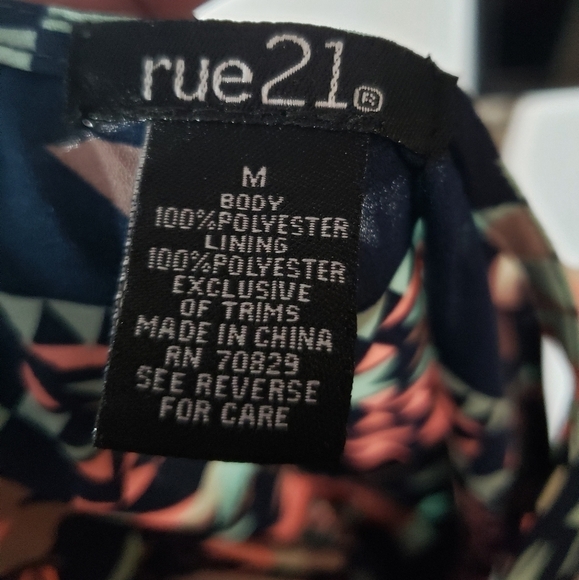 rue21®
M
BODY
100%POLYESTER
LINING
100%POLYESTER
EXCLUSIVE
OF TRIMS
MADE IN CHINA
RN 70829
SEE REVERSE
FOR CARE